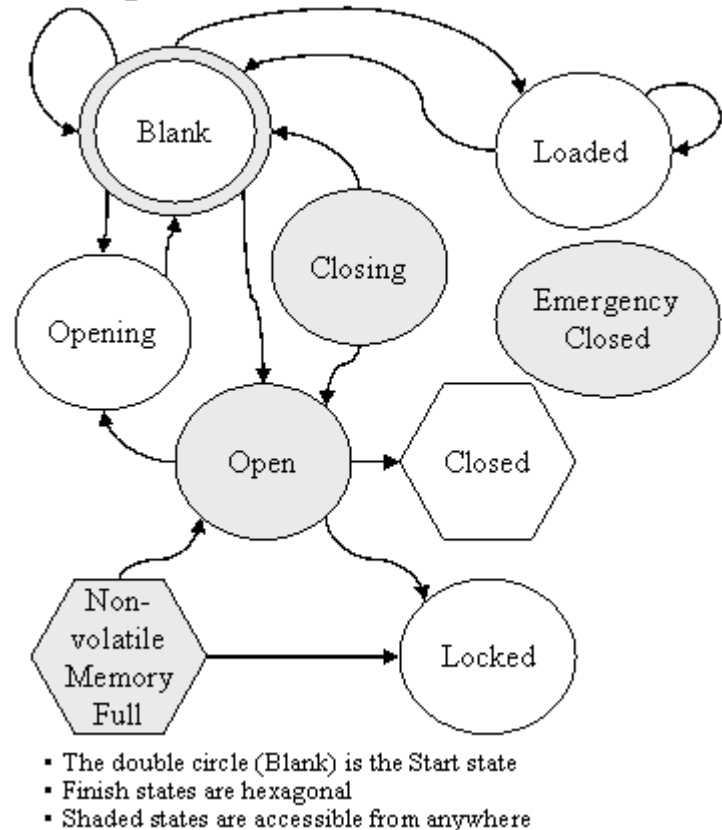 Blank
Loaded
Closing
Opening
Emergency
Closed
Open
Closed
Non-
volatile
Memory
Full
Locked
▪ The double circle (Blank) is the Start state
▪ Finish states are hexagonal
▪ Shaded states are accessible from anywhere